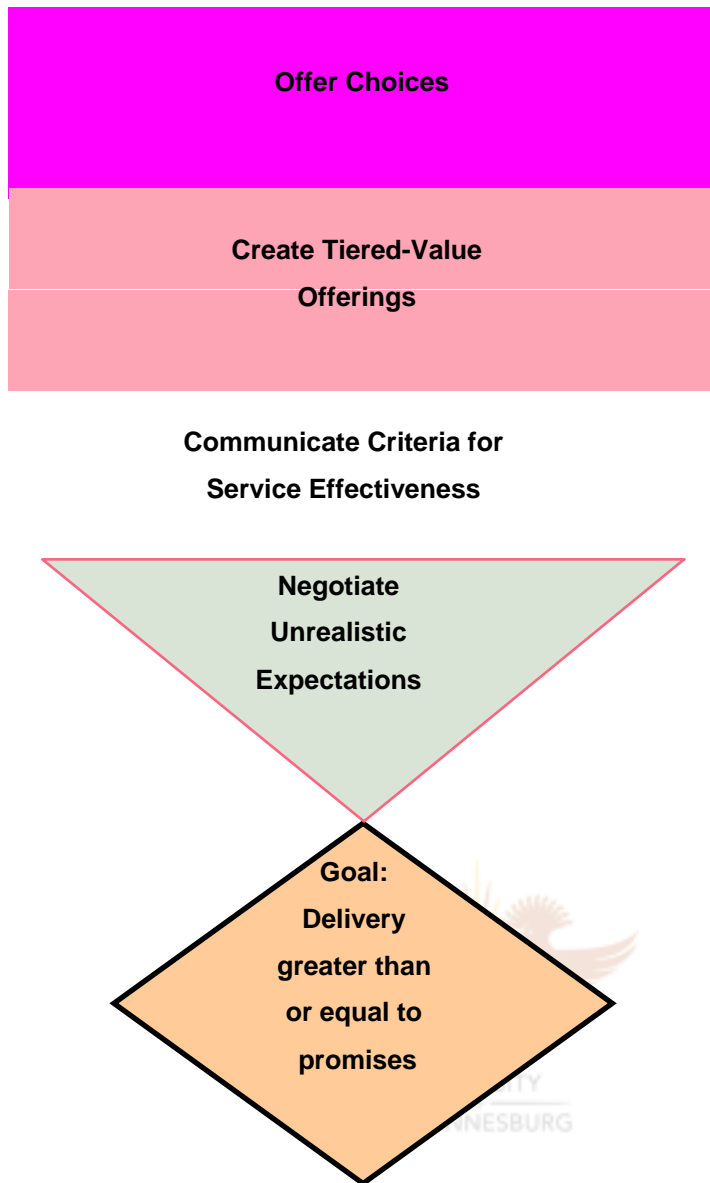 Offer Choices
Create Tiered-Value
Offerings
Communicate Criteria for
Service Effectiveness
Negotiate
Unrealistic
Expectations
Goal:
Delivery
greater than
or equal to
promises